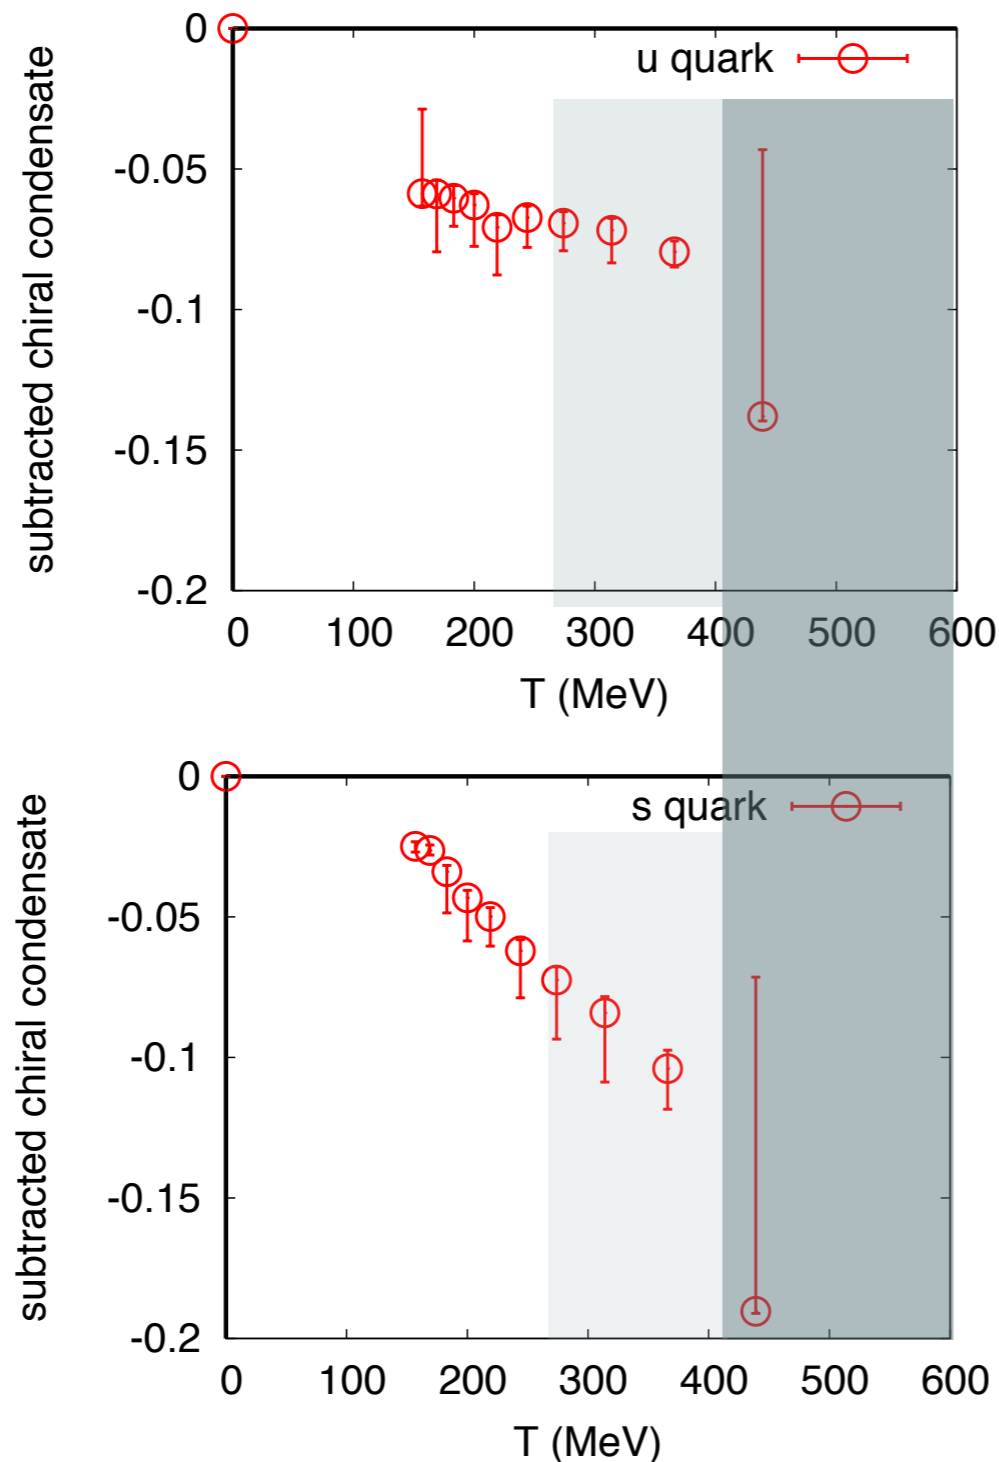 0
u quark
-0.05
-0.1
-0.15
-0.2
0 100 200 300 400 500 600
T (MeV)
subtracted chiral condensate
0
s quark
-0.05
-0.1
-0.15
-0.2
0 100 200 300 400 500 600
T (MeV)
subtracted chiral condensate